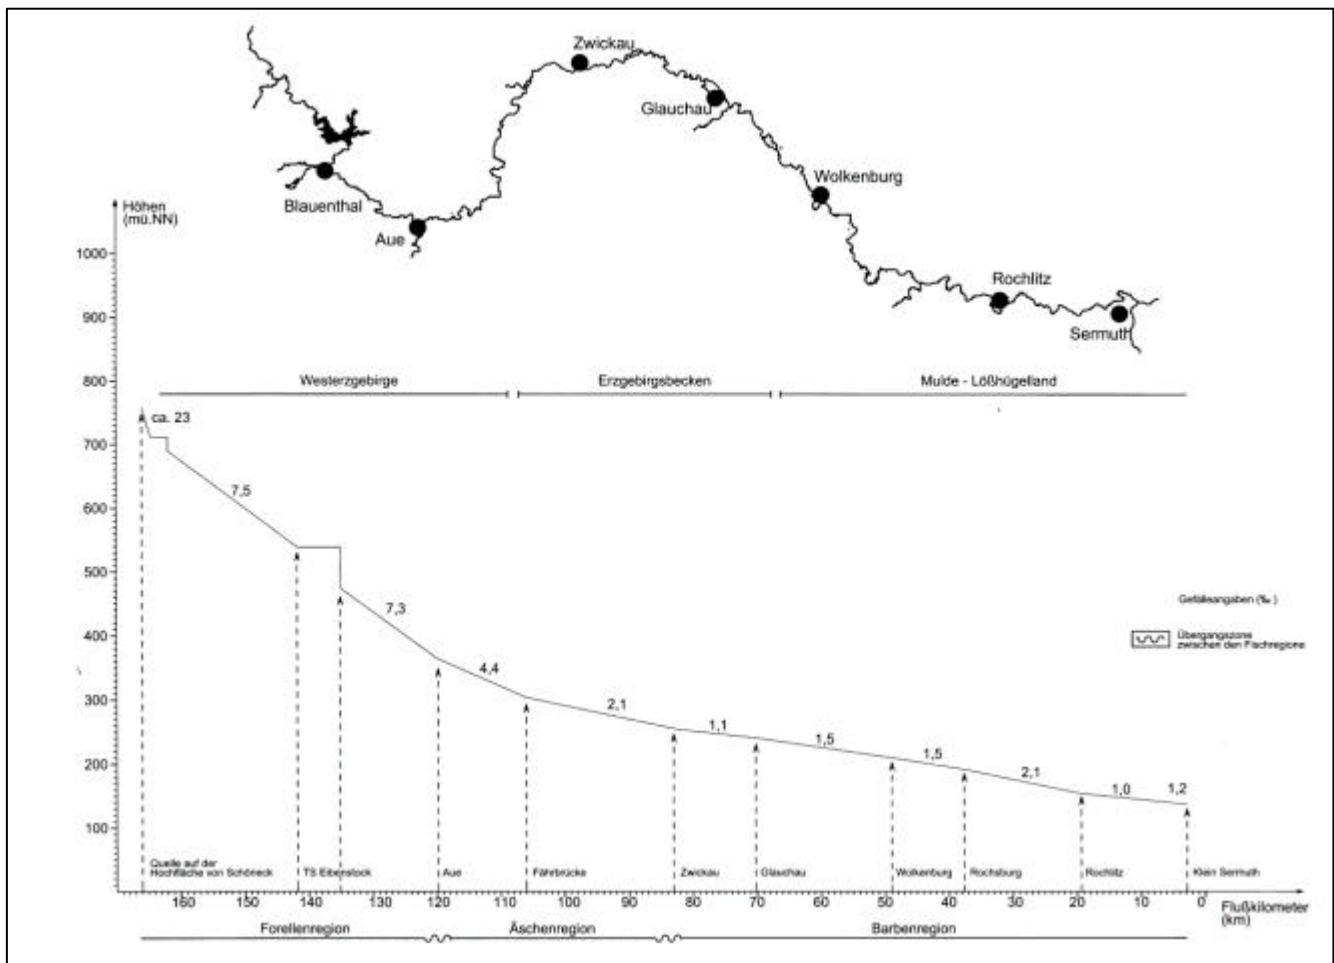 Zwickau
Glauchau
Wolkenburg
Blauenthal
Aue
Rochlitz
Sermuth
Höhen
(mü.NN)
1000
900
800
Westerzgebirge
Erzgebirgsbecken
Mulde - Lößhügelland
ca. 23
700
7,5
600
500
7,3
Gefälleangaben (‰ )
Übergangszone
zwischen den Fischregione
400
4,4
300
2,1
1,1
1,5
200
1,5
2,1
1,0
1,2
100
Quelle auf der
Hochfläche von Schöneck
TS Eibenstock
Aue
Fährbrücke
Zwickau
Glauchau
Wolkenburg
Rochsburg
Rochlitz
Klein Sermuth
160 150 140 130 120 110 100 90 80 70 60 50 40 30 20 10 0
Flußkilometer
(km)
Forellenregion
Äschenregion
Barbenregion